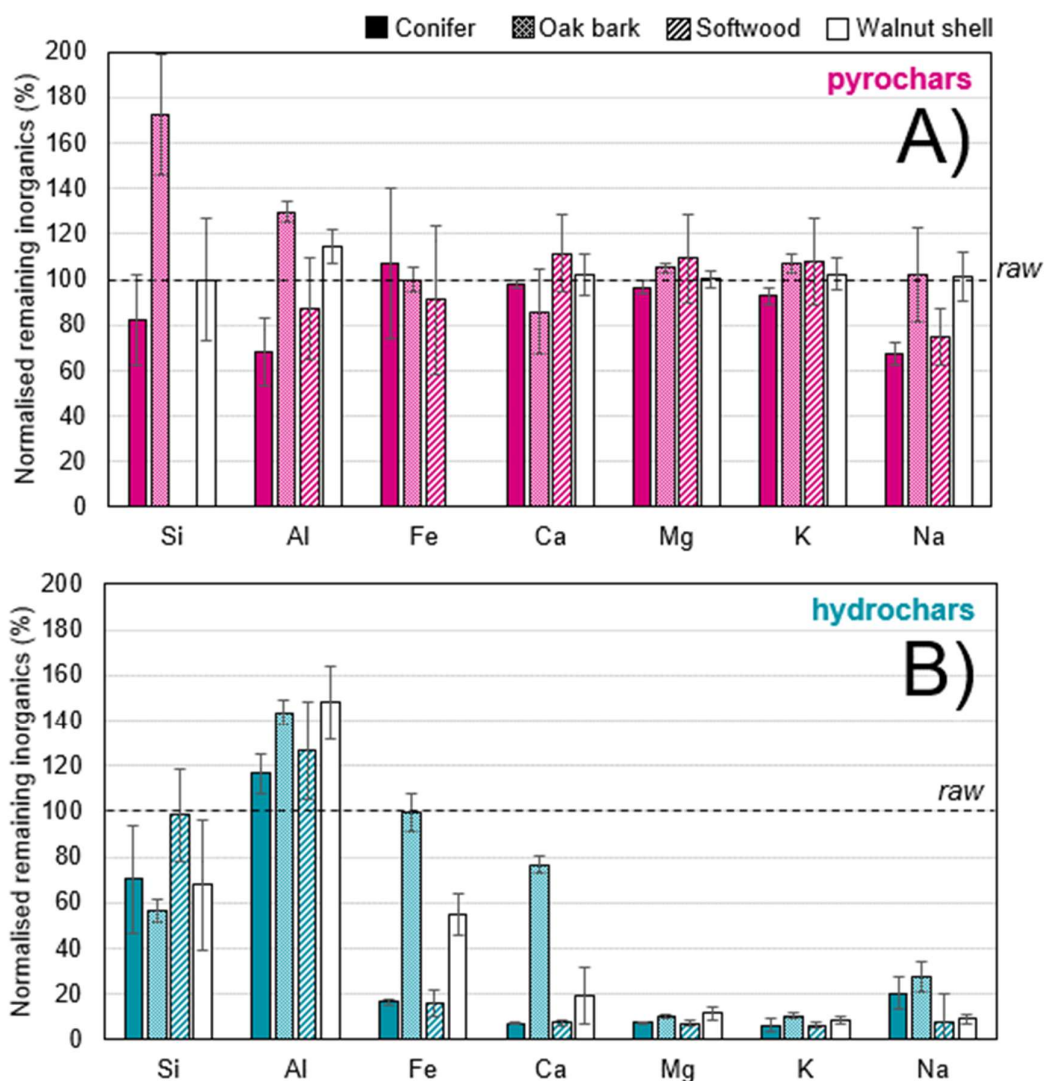 Conifer Oak bark Softwood Walnut shell
200
180
160
140
120
100
80
60
40
20
0
Normalised remaining inorganics (%)
pyrochars
A)
raw
Si Al Fe Ca Mg K Na
200
180
160
140
120
100
80
60
40
20
0
Normalised remaining inorganics (%)
hydrochars
B)
raw
Si Al Fe Ca Mg K Na